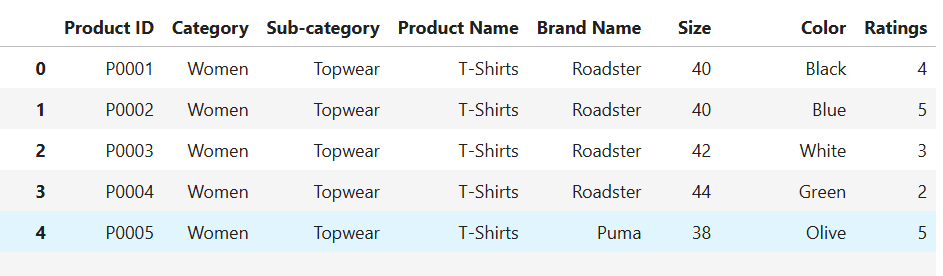 Product ID Category Sub-category Product Name Brand Name Size Color Ratings
0 P0001 Women Topwear T-Shirts Roadster 40 Black 4
1 P0002 Women Topwear T-Shirts Roadster 40 Blue 5
2 P0003 Women Topwear T-Shirts Roadster 42 White 3
3 P0004 Women Topwear T-Shirts Roadster 44 Green 2
4 P0005 Women Topwear T-Shirts Puma 38 Olive 5